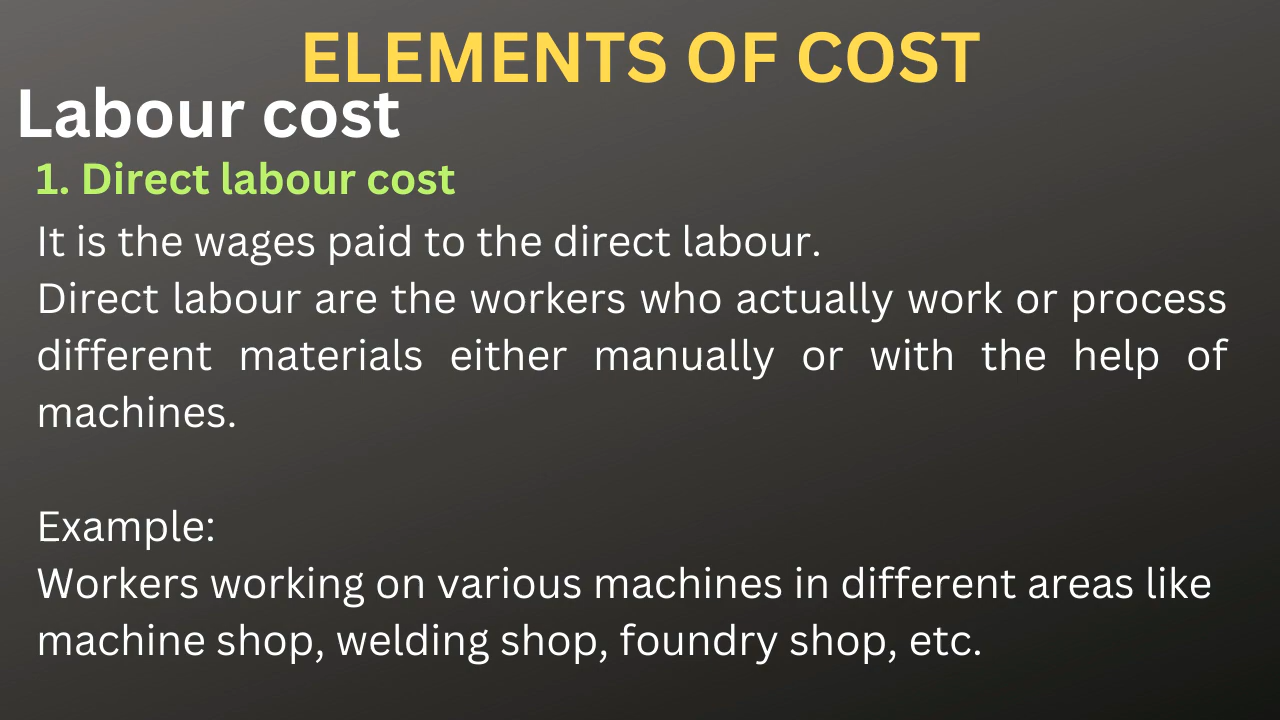 ELEMENTS OF COST
Labour cost
1. Direct labour cost
It is the wages paid to the direct labour.
Direct labour are the workers who actually work or process
different materials either manually or with the help of
machines.
Example:
Workers working on various machines in different areas like
machine shop, welding shop, foundry shop, etc.